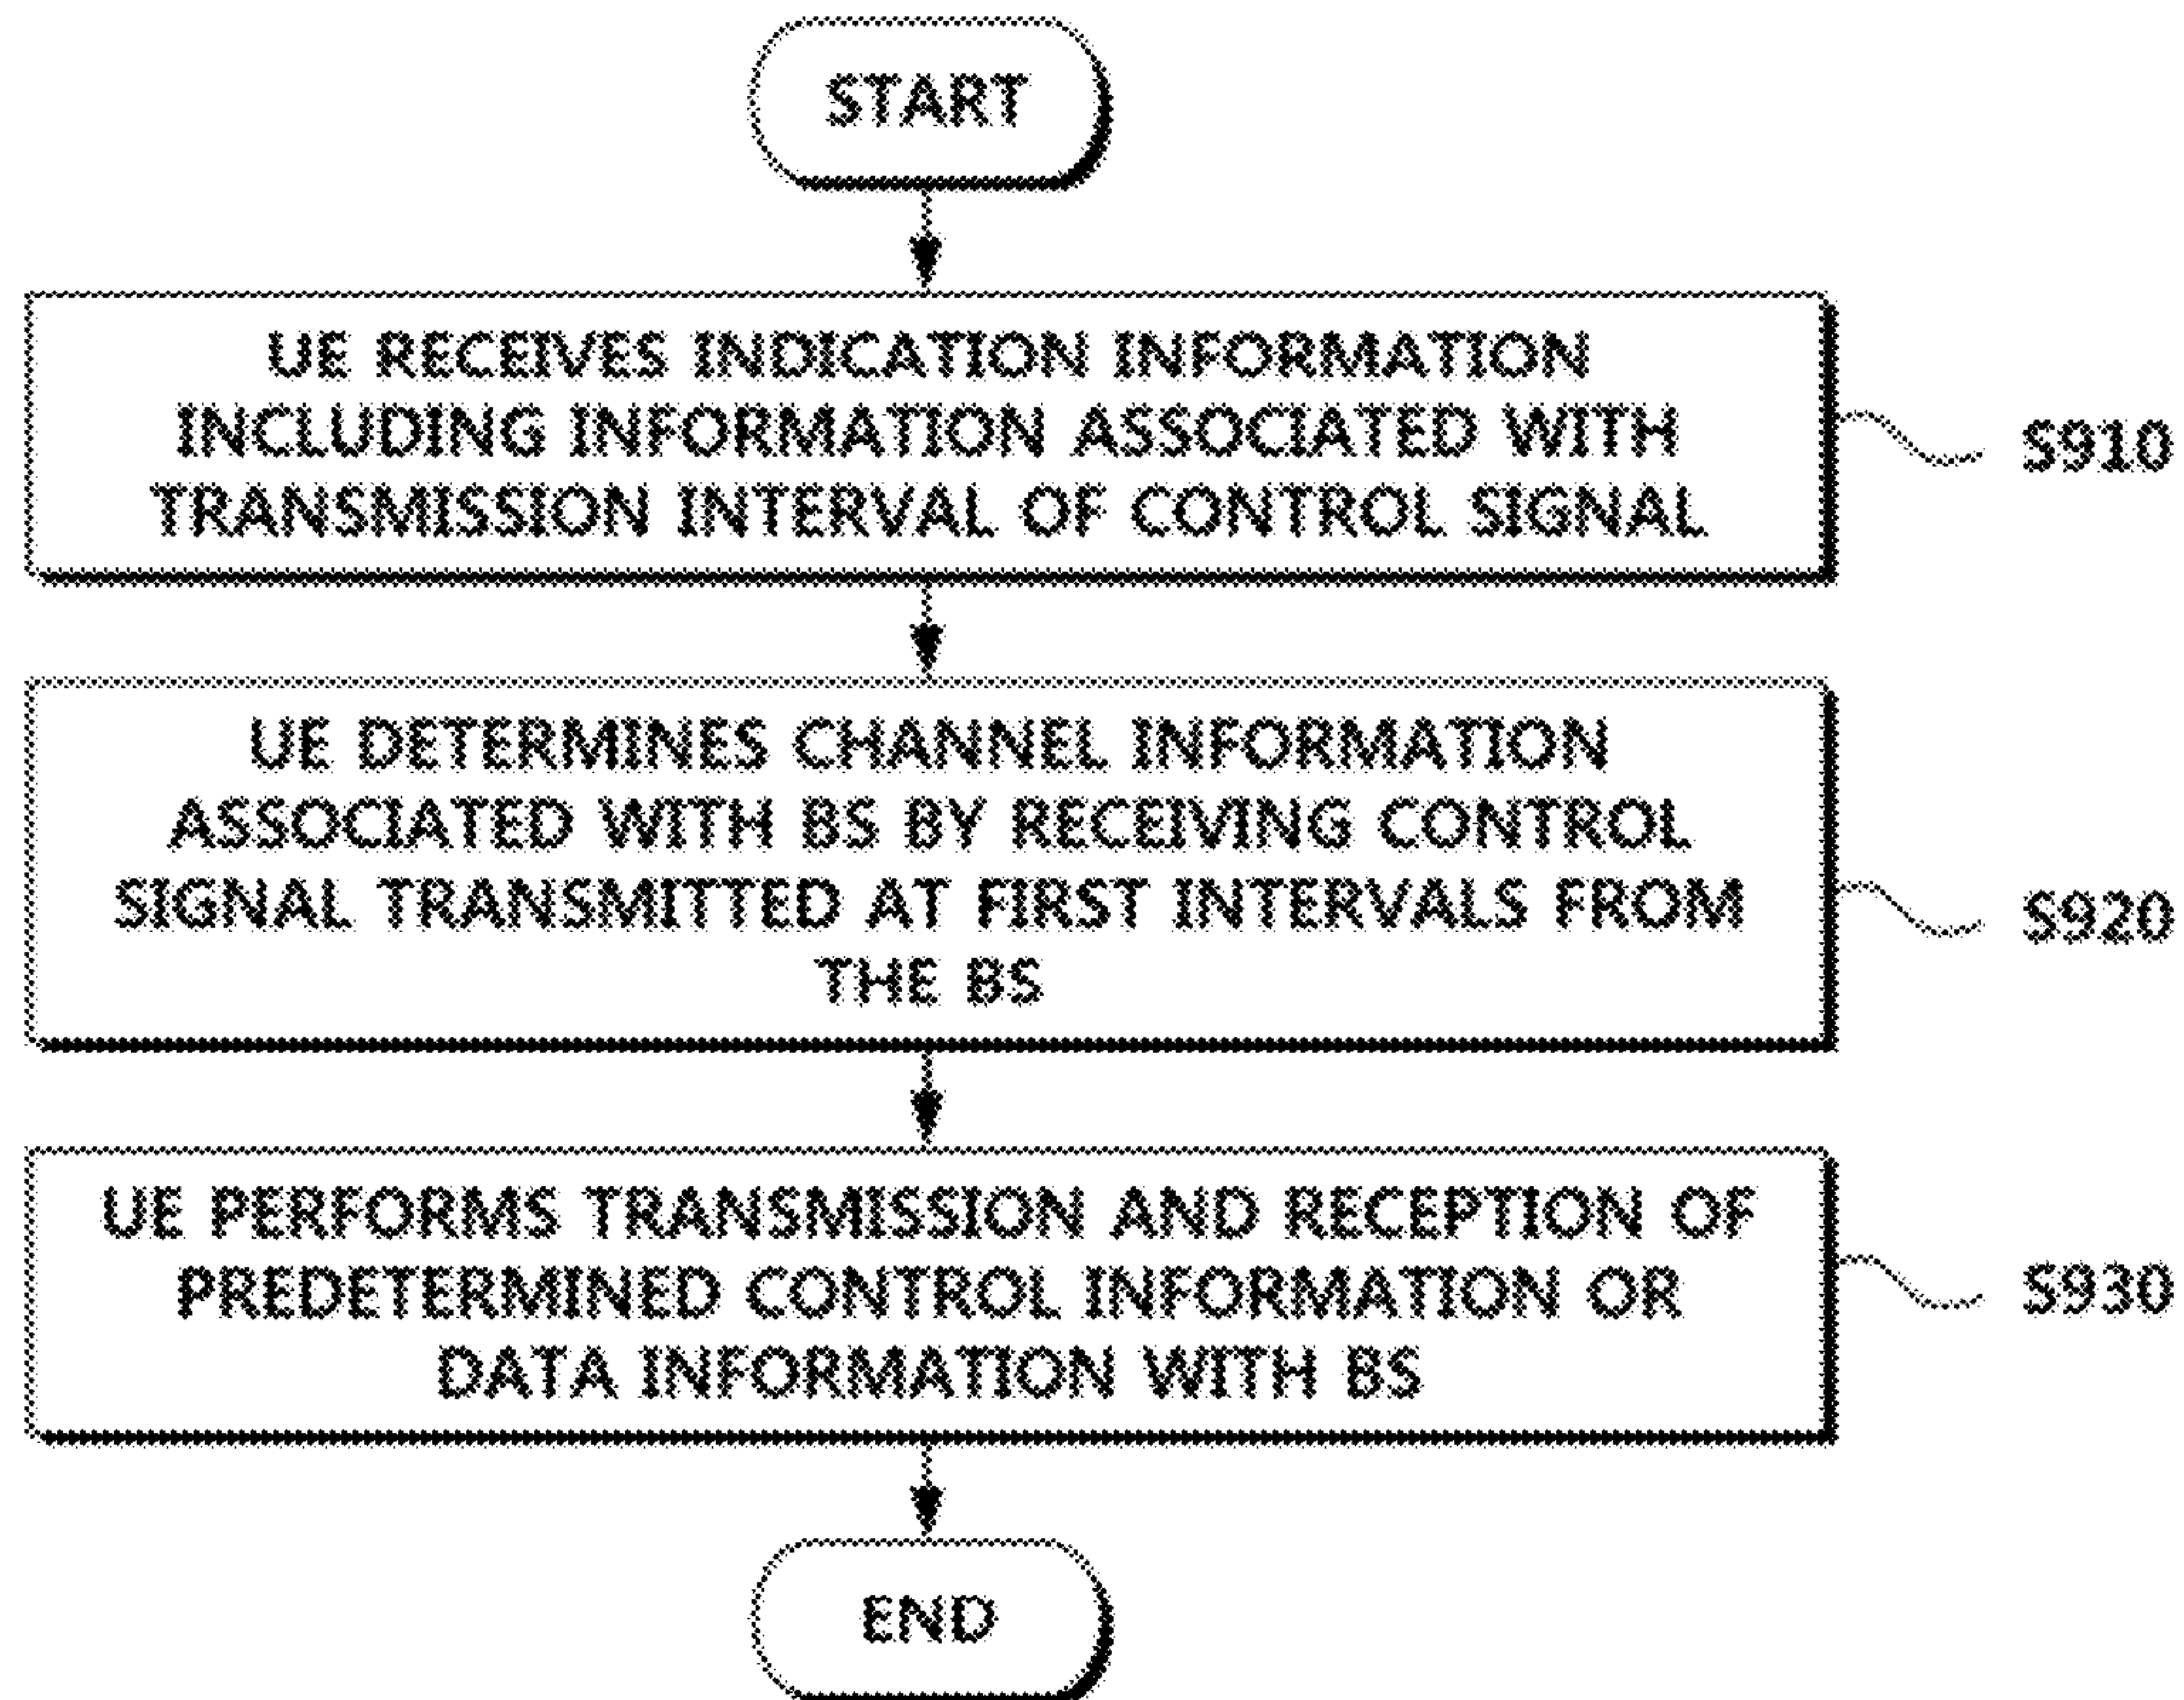 START
UE RECEIVES INDICATION INFORMATION
INCLUDING INFORMATION ASSOCIATED WITH
TRANSMISSION INTERVAL OF CONTROL SIGNAL
S910
UE DETERMINES CHANNEL INFORMATION
ASSOCIATED WITH BS BY RECEIVING CONTROL
SIGNAL TRANSMITTED AT FIRST INTERVALS FROM
THE BS
S920
UE PERFORMS TRANSMISSION AND RECEPTION OF
PREDETERMINED CONTROL INFORMATION OR
DATA INFORMATION WITH BS
S930
END